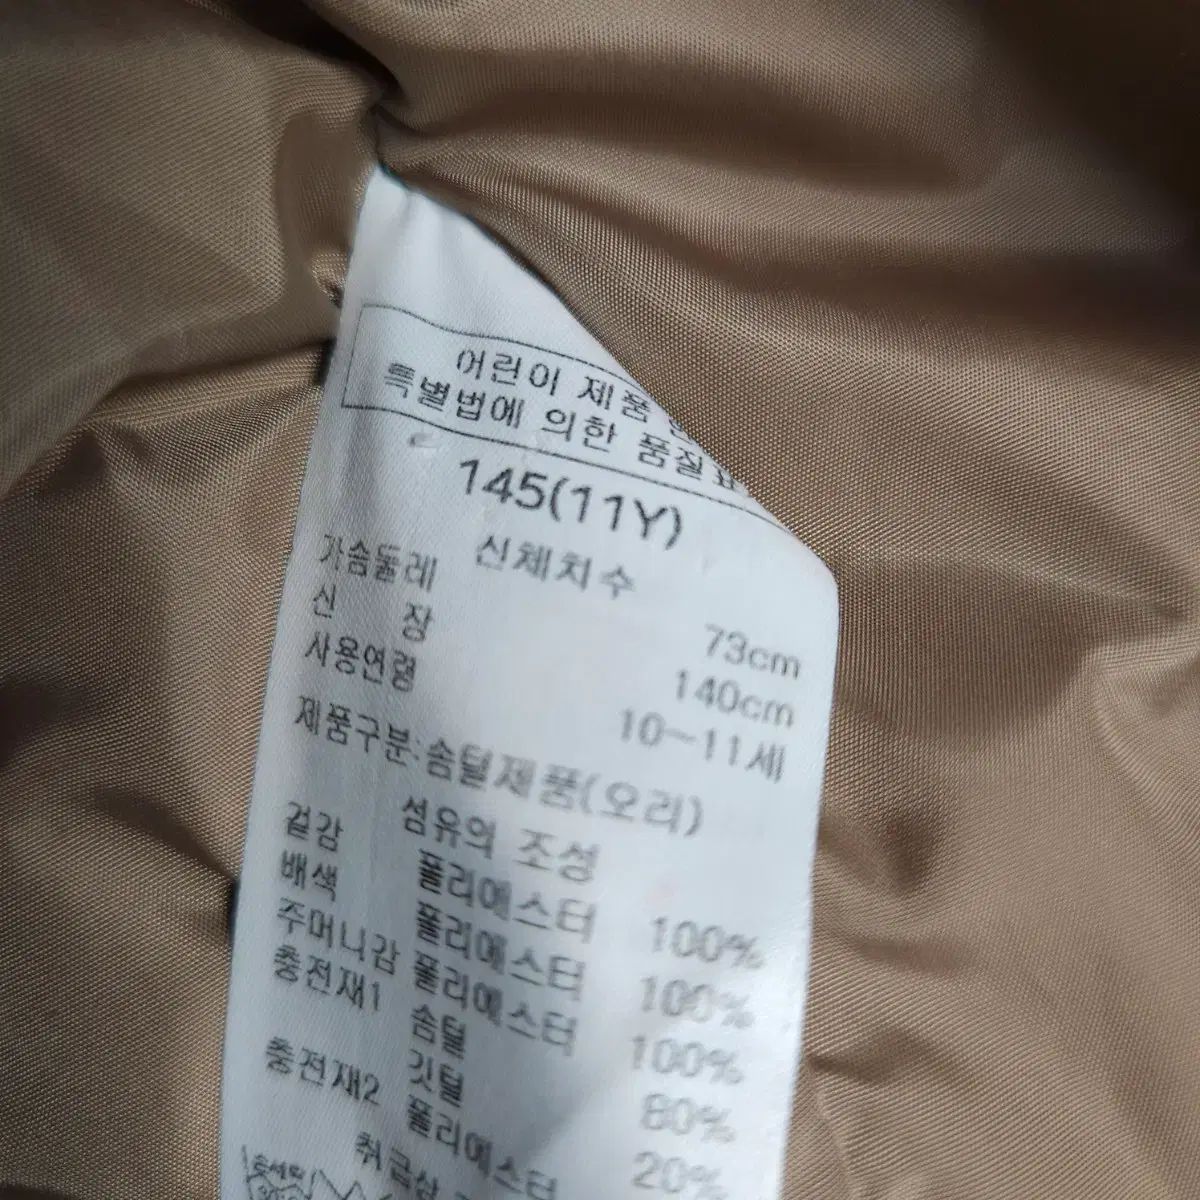 어린이 제품
특별법에 의한 품질표
145(11Y)
신체치수
가슴둘레 73cm
신 장 140cm
사용연령 10~11세
제품구분:솜털제품(오리)
섬유의 조성
겉감 폴리에스터 100%
배색 폴리에스터 100%
주머니감 폴리에스터 100%
충전재1 솜털 80%
깃털 20%
충전재2 폴리에스터
취급상